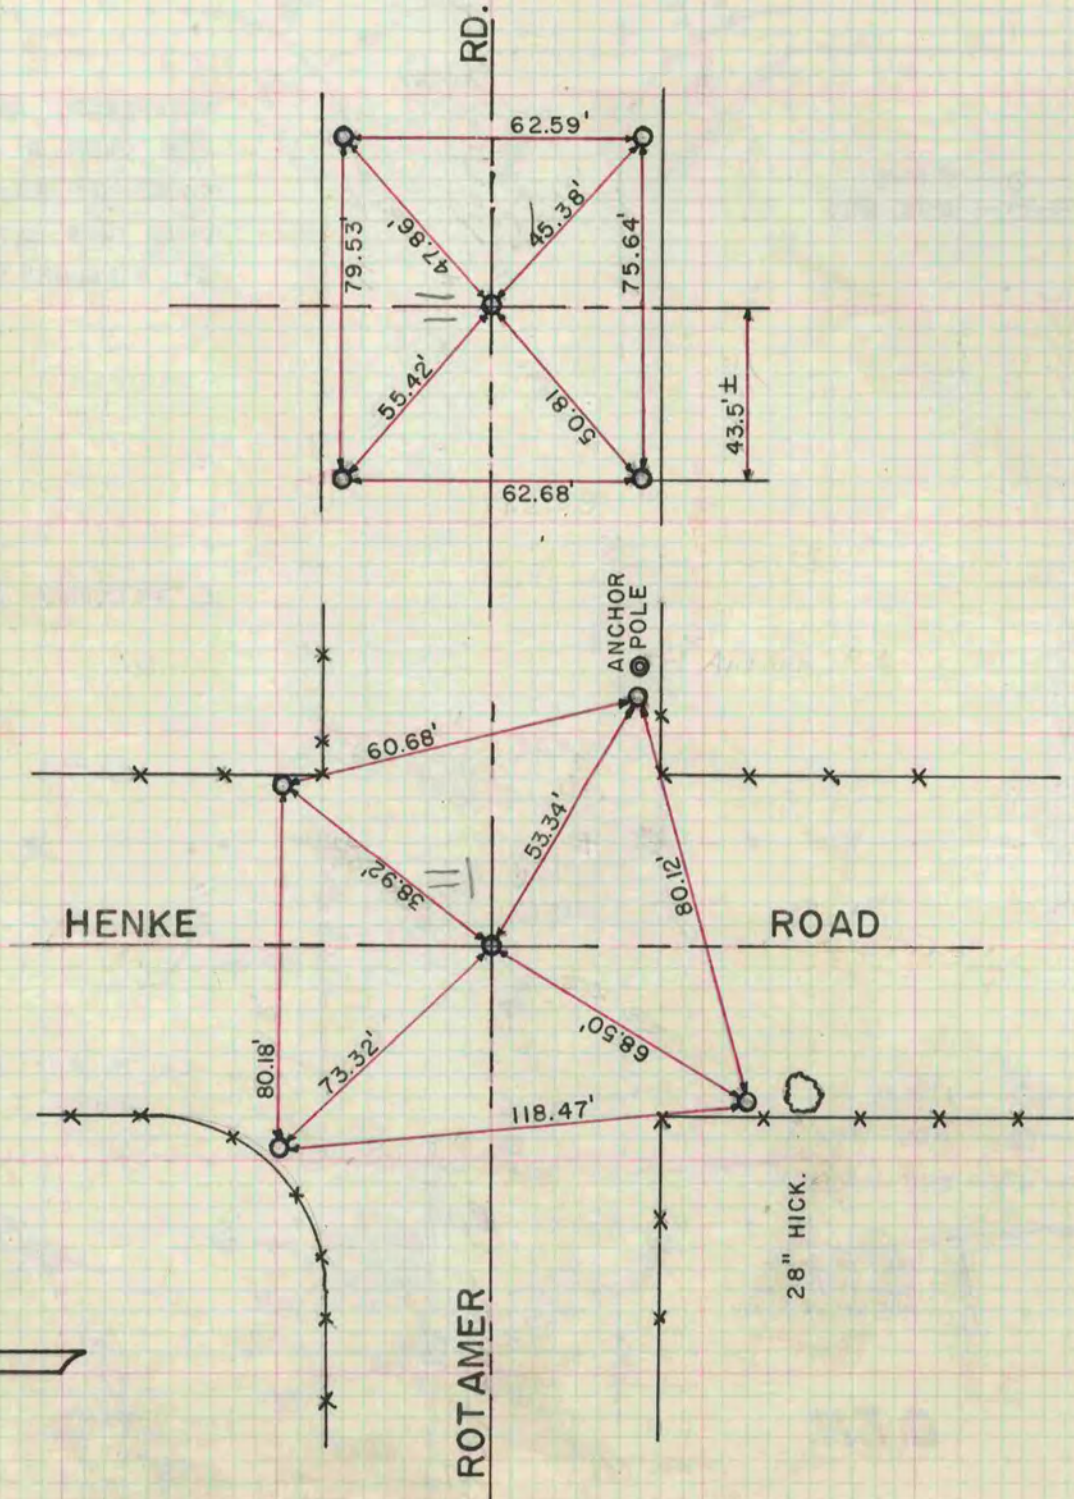 RD.
62.59'
79.53'
47.86'
45.38'
75.64'
55.42'
50.81
43.5'±
62.68'
ANCHOR
POLE
60.68'
53.34'
38.92'
80.12'
HENKE
ROAD
80.18'
73.32'
68.50'
118.47'
28" HICK.
ROTAMER